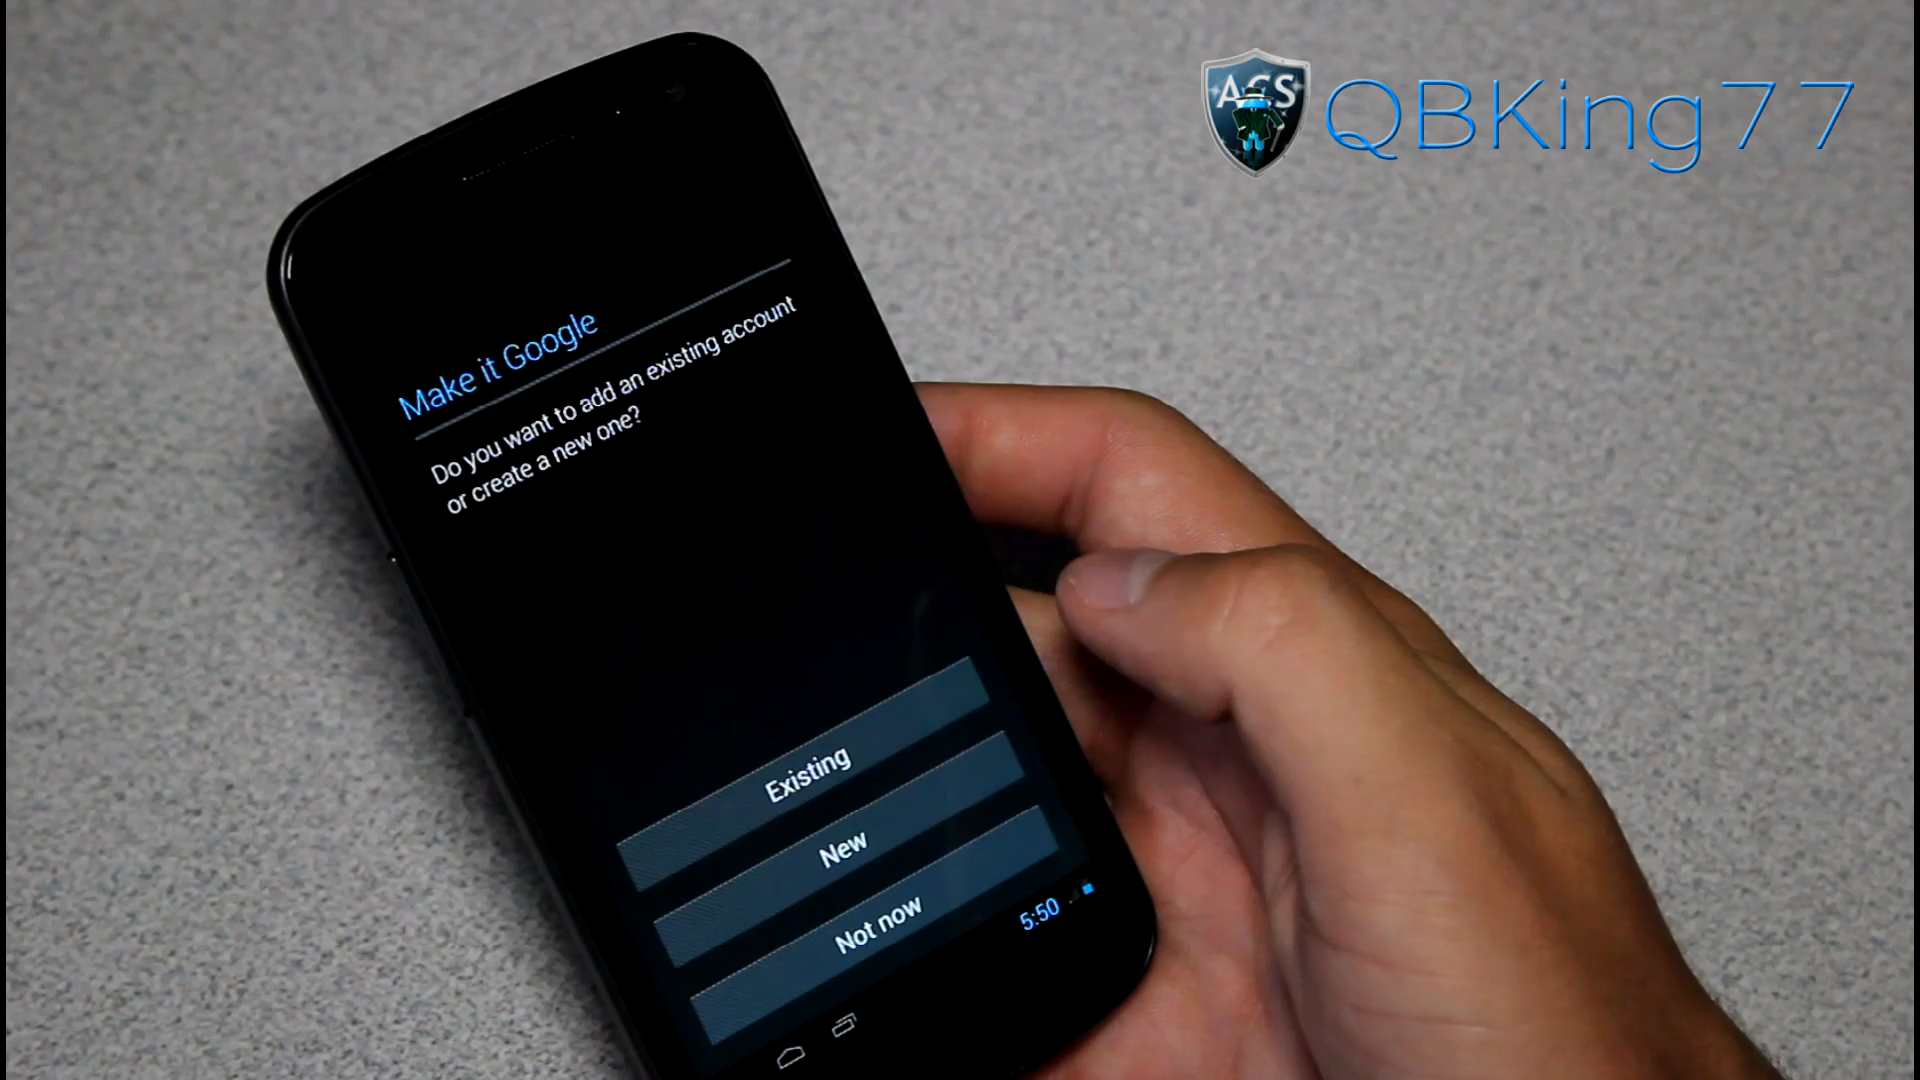 ACS
QBKing77
Make it Google
Do you want to add an existing account
or create a new one?
Existing
New
Not now
5:50